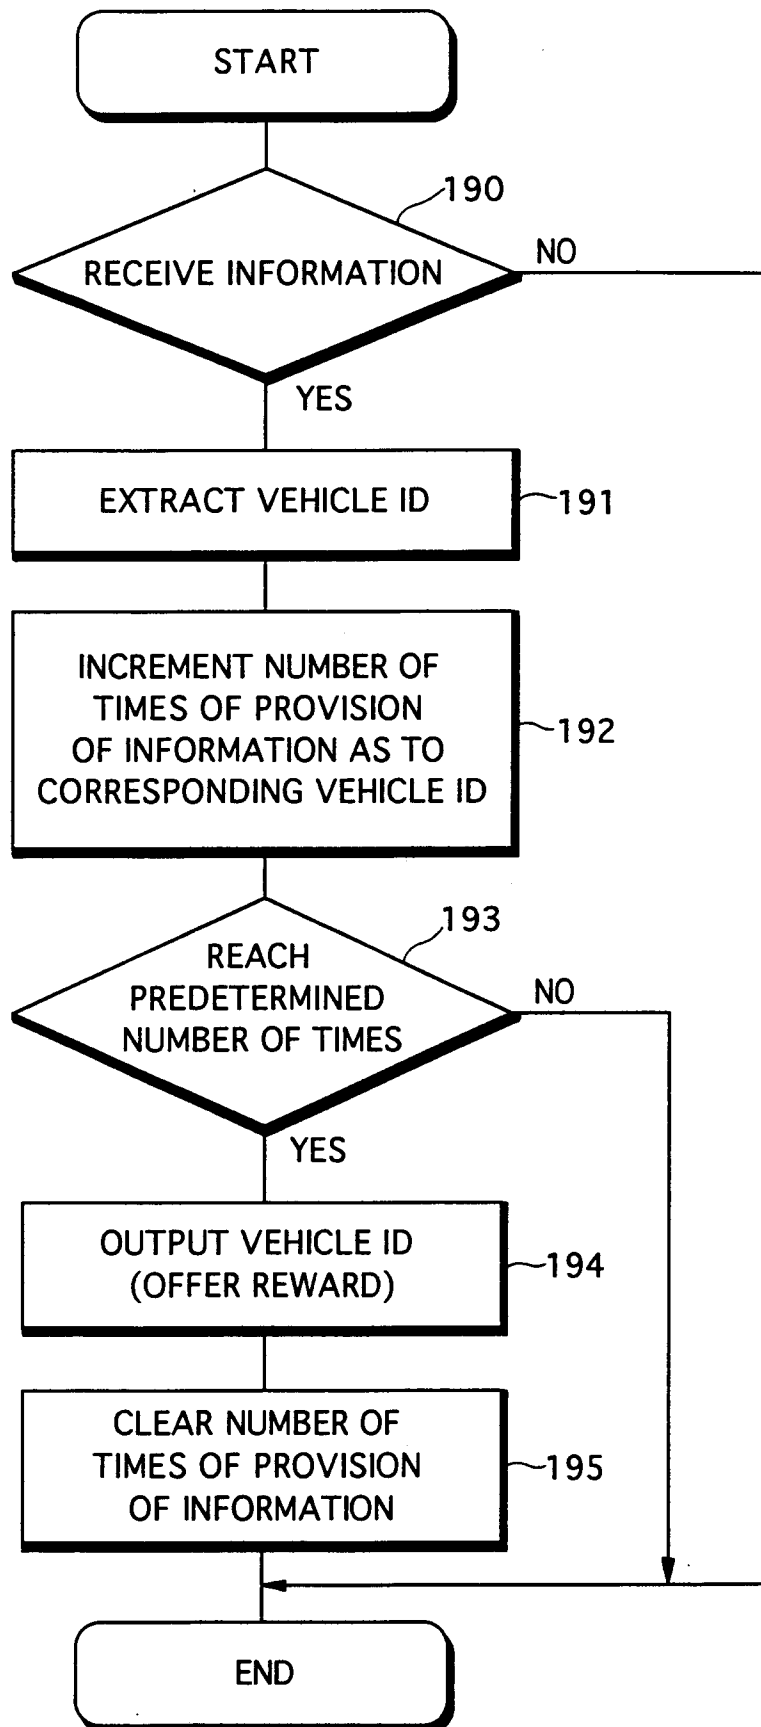 START
190
RECEIVE INFORMATION
NO
YES
EXTRACT VEHICLE ID
191
INCREMENT NUMBER OF
TIMES OF PROVISION
OF INFORMATION AS TO
CORRESPONDING VEHICLE ID
192
193
REACH
PREDETERMINED
NUMBER OF TIMES
NO
YES
OUTPUT VEHICLE ID
(OFFER REWARD)
194
CLEAR NUMBER OF
TIMES OF PROVISION
OF INFORMATION
195
END